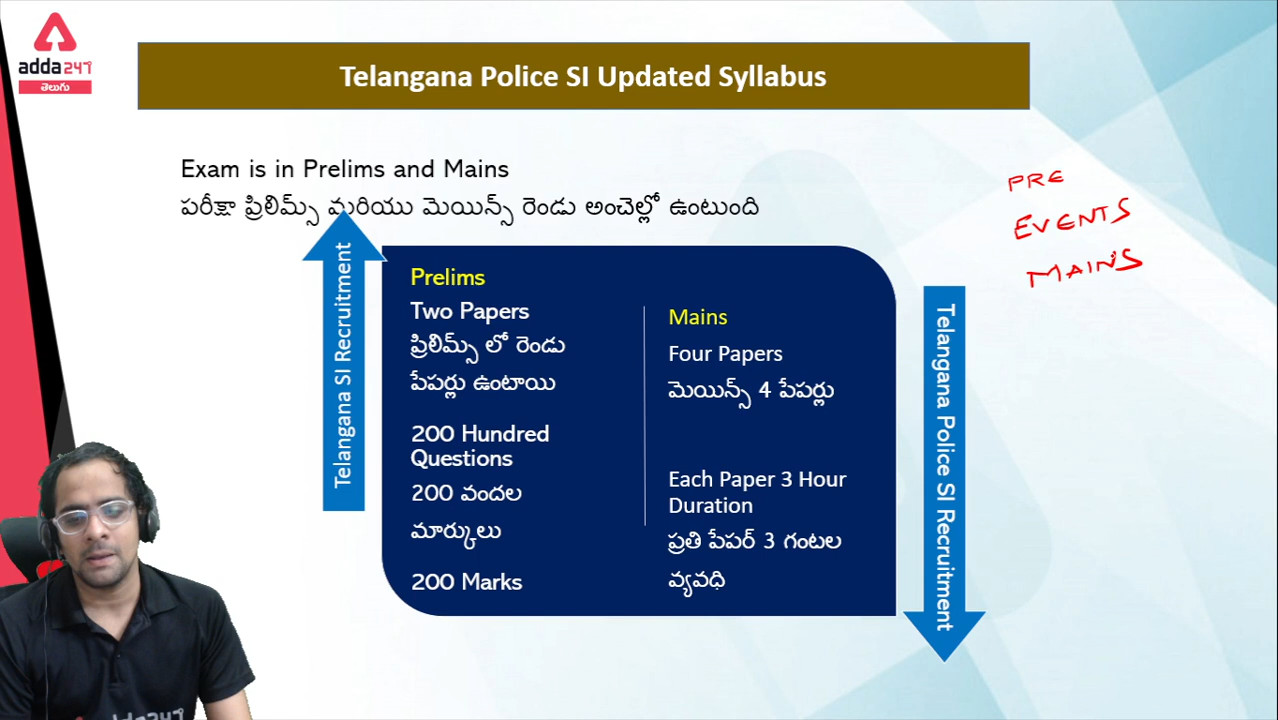 adda247
తెలుగు
Telangana Police SI Updated Syllabus
Exam is in Prelims and Mains
పరీక్షా ప్రిలిమ్స్ మరియు మెయిన్స్ రెండు అంచెల్లో ఉంటుంది
PRE
EVENTS
MAINS
Telangana SI Recruitment
Prelims
Two Papers
ప్రిలిమ్స్ లో రెండు
పేపర్లు ఉంటాయి
200 Hundred
Questions
200 వందల
మార్కులు
200 Marks
Mains
Four Papers
మెయిన్స్ 4 పేపర్లు
Each Paper 3 Hour
Duration
ప్రతి పేపర్ 3 గంటల
వ్యవధి
Telangana Police SI Recruitment
adda247